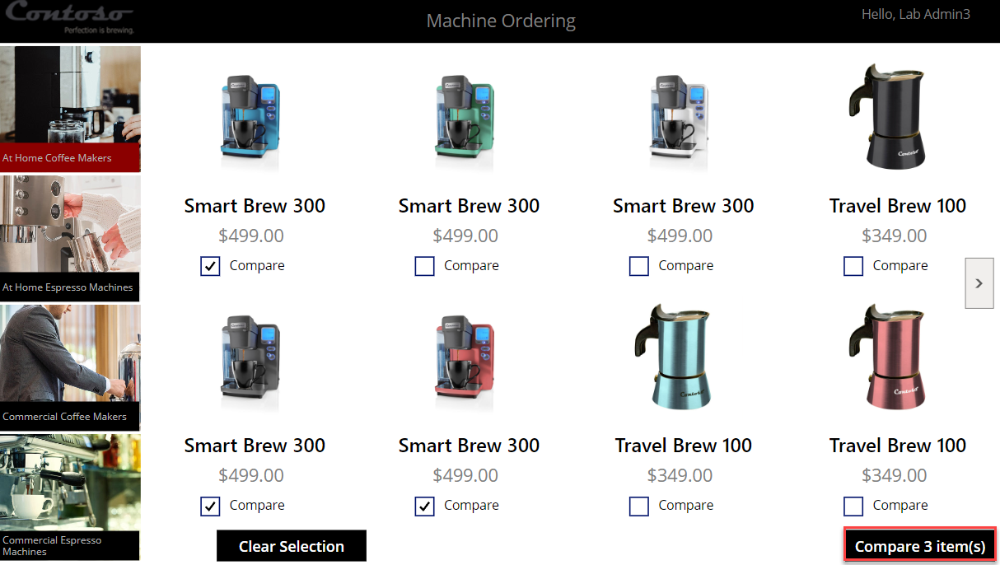 Contoso
Perfection is brewing.
Machine Ordering
Hello, Lab Admin3
At Home Coffee Makers
At Home Espresso Machines
Commercial Coffee Makers
Commercial Espresso
Machines
Smart Brew 300
$499.00
Compare
Smart Brew 300
$499.00
Compare
Smart Brew 300
$499.00
Compare
Contoso
Travel Brew 100
$349.00
Compare
Smart Brew 300
$499.00
Compare
Smart Brew 300
$499.00
Compare
Contoso
Travel Brew 100
$349.00
Compare
Contoso
Travel Brew 100
$349.00
Compare
Clear Selection
Compare 3 item(s)